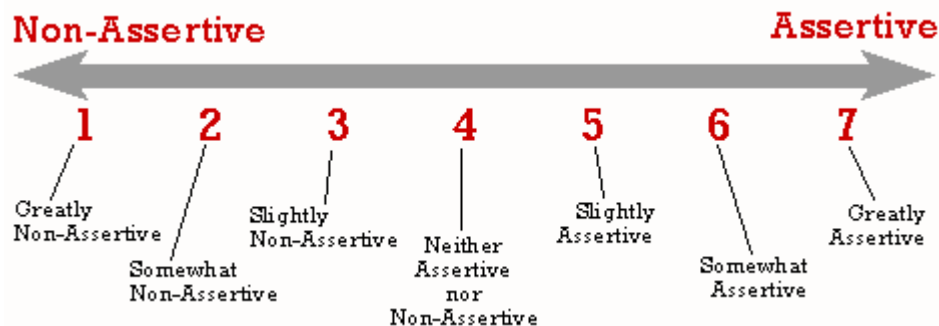 Non-Assertive
Assertive
1 2 3 4 5 6 7
Greatly
Non-Assertive
Somewhat
Non-Assertive
Slightly
Non-Assertive
Neither
Assertive
nor
Non-Assertive
Slightly
Assertive
Somewhat
Assertive
Greatly
Assertive